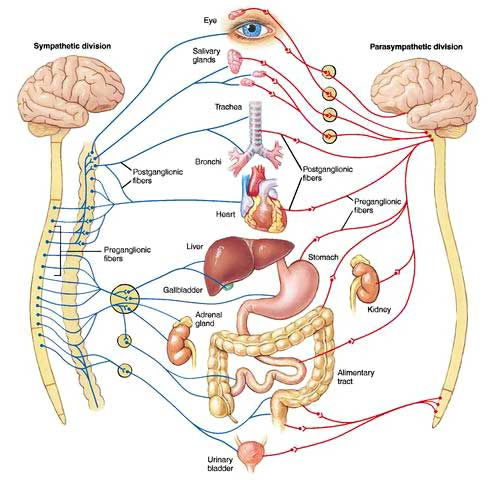 Eye
Sympathetic division
Parasympathetic division
Salivary
glands
Trachea
Bronchi
Postganglionic
fibers
Postganglionic
fibers
Heart
Preganglionic
fibers
Liver
Preganglionic
fibers
Stomach
Gallbladder
Adrenal
gland
Kidney
Alimentary
tract
Urinary
bladder